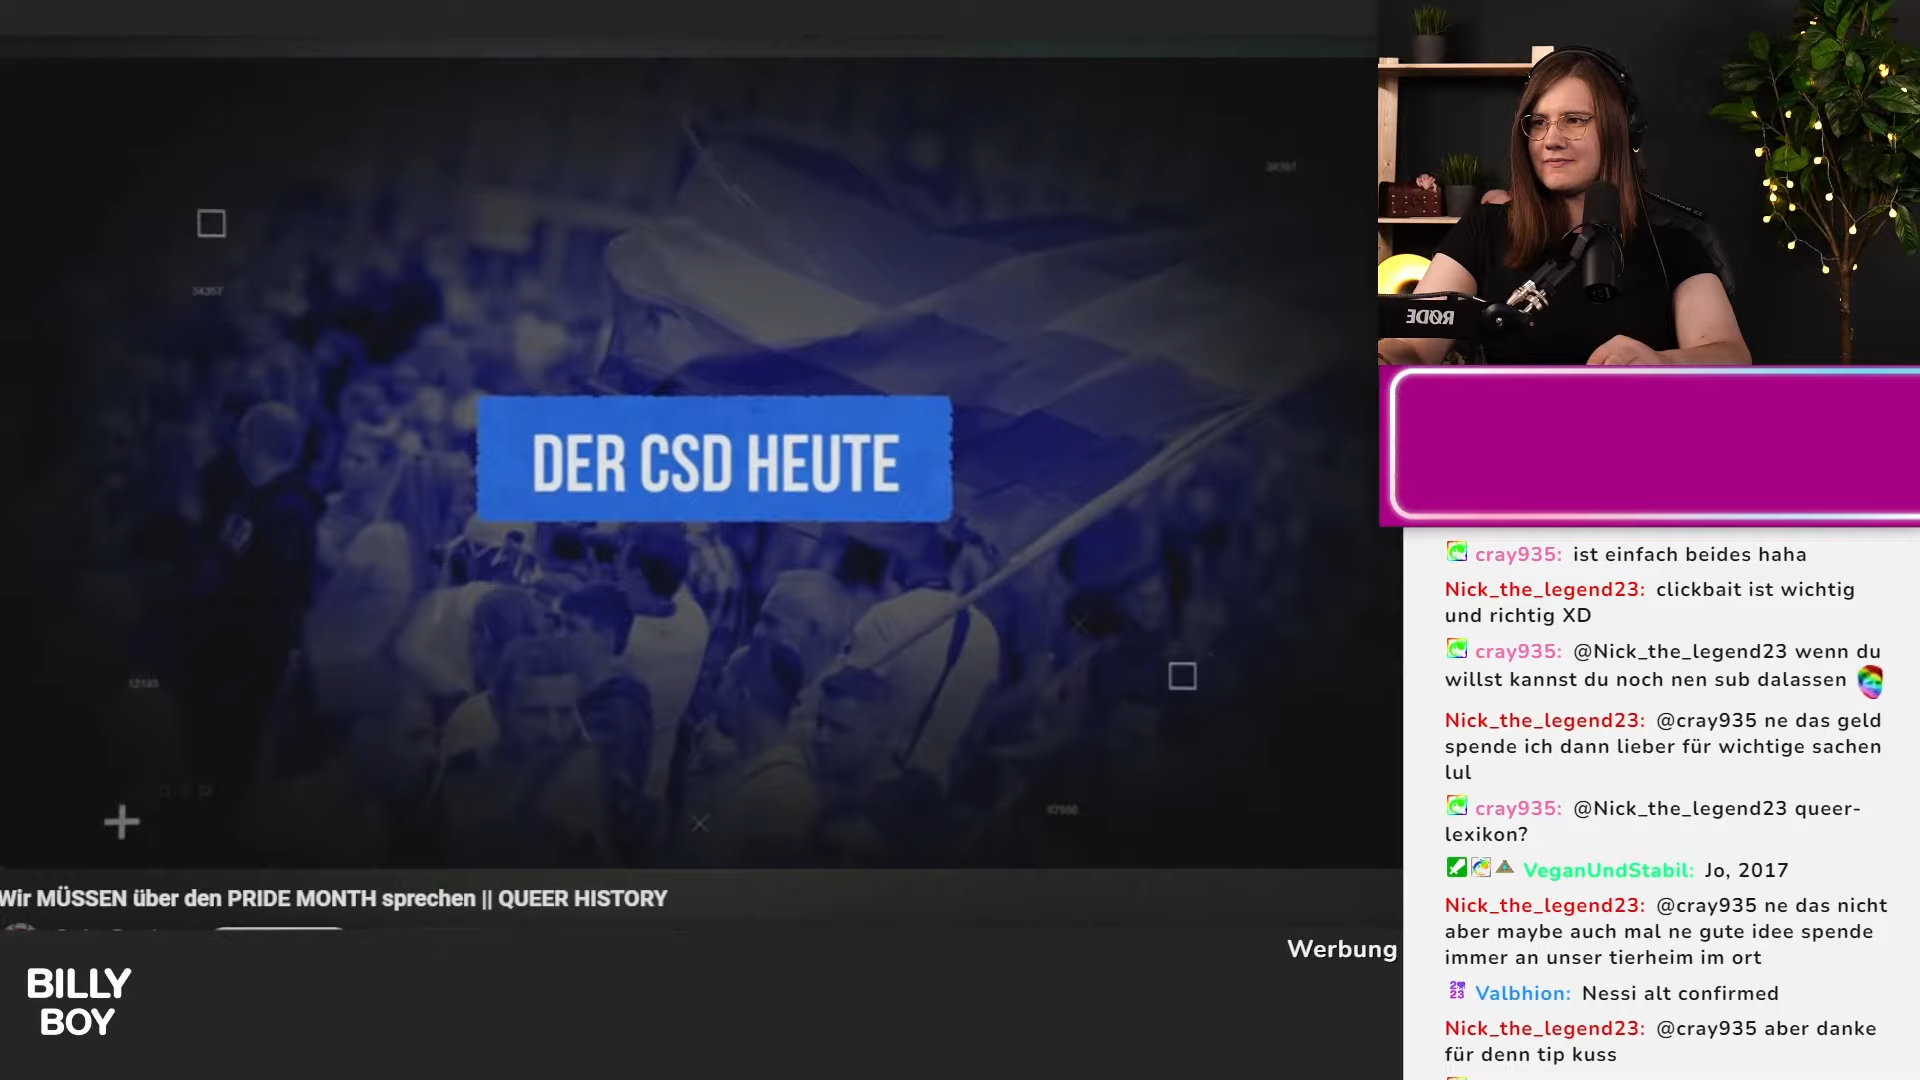 34357
DER CSD HEUTE
Wir MÜSSEN über den PRIDE MONTH sprechen || QUEER HISTORY
Werbung
BILLY
BOY
RØDE
cray935: ist einfach beides haha
Nick_the_legend23: clickbait ist wichtig
und richtig XD
cray935: @Nick_the_legend23 wenn du
willst kannst du noch nen sub dalassen
Nick_the_legend23: @cray935 ne das geld
spende ich dann lieber für wichtige sachen
lul
cray935: @Nick_the_legend23 queer-
lexikon?
VeganUndStabil: Jo, 2017
Nick_the_legend23: @cray935 ne das nicht
aber maybe auch mal ne gute idee spende
immer an unser tierheim im ort
Valbhion: Nessi alt confirmed
Nick_the_legend23: @cray935 aber danke
für denn tip kuss